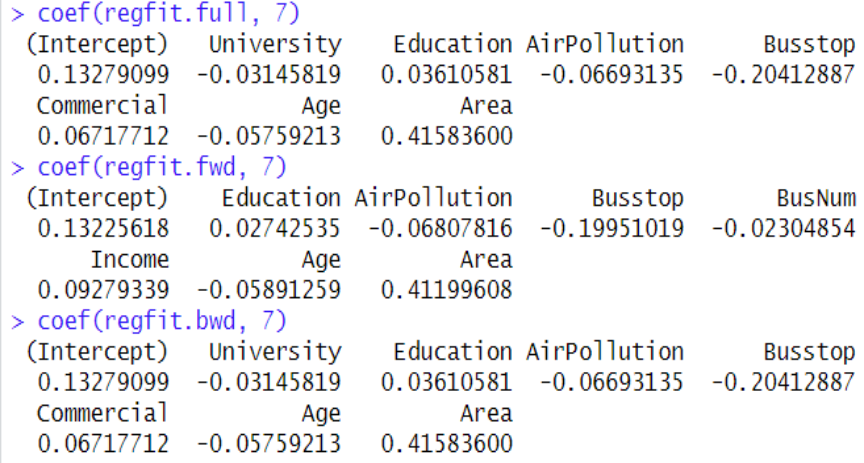 > coef(regfit.full, 7)
(Intercept) University Education AirPollution Busstop
0.13279099 -0.03145819 0.03610581 -0.06693135 -0.20412887
Commercial Age Area
0.06717712 -0.05759213 0.41583600
> coef(regfit.fwd, 7)
(Intercept) Education AirPollution Busstop BusNum
0.13225618 0.02742535 -0.06807816 -0.19951019 -0.02304854
Income Age Area
0.09279339 -0.05891259 0.41199608
> coef(regfit.bwd, 7)
(Intercept) University Education AirPollution Busstop
0.13279099 -0.03145819 0.03610581 -0.06693135 -0.20412887
Commercial Age Area
0.06717712 -0.05759213 0.41583600